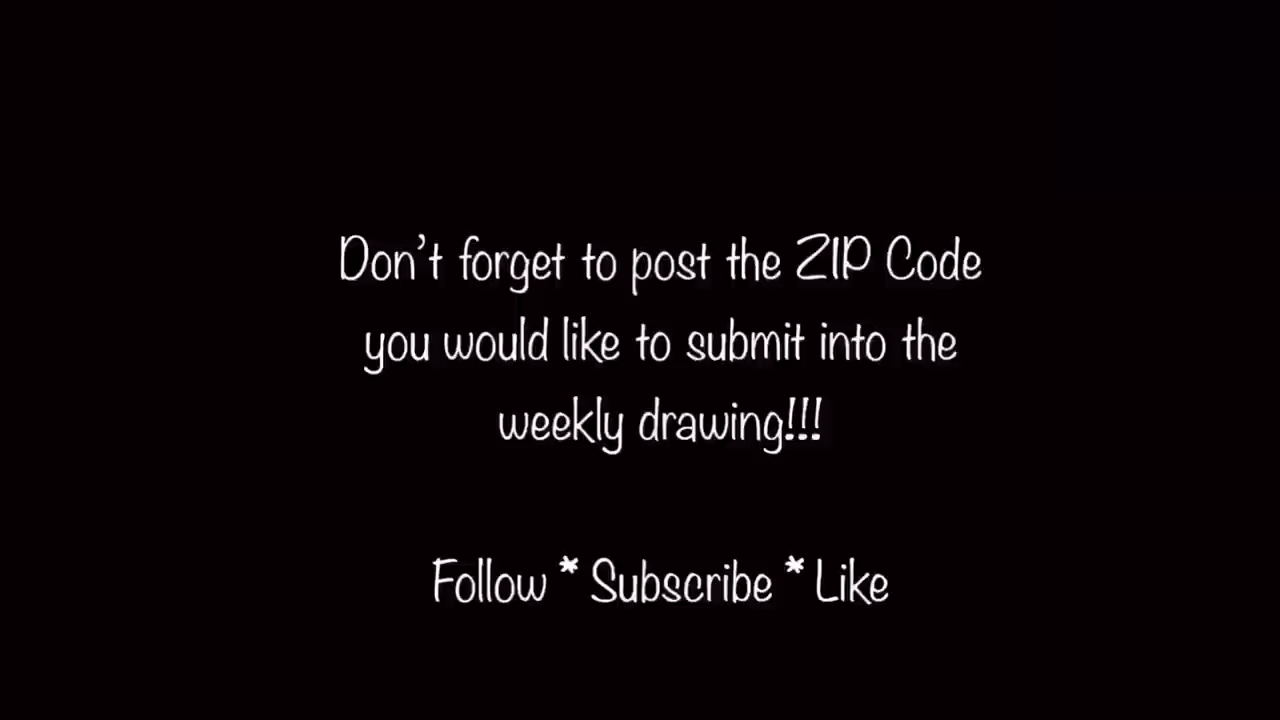 Don't forget to post the ZIP Code
you would like to submit into the
weekly drawing!!!
Follow * Subscribe * Like